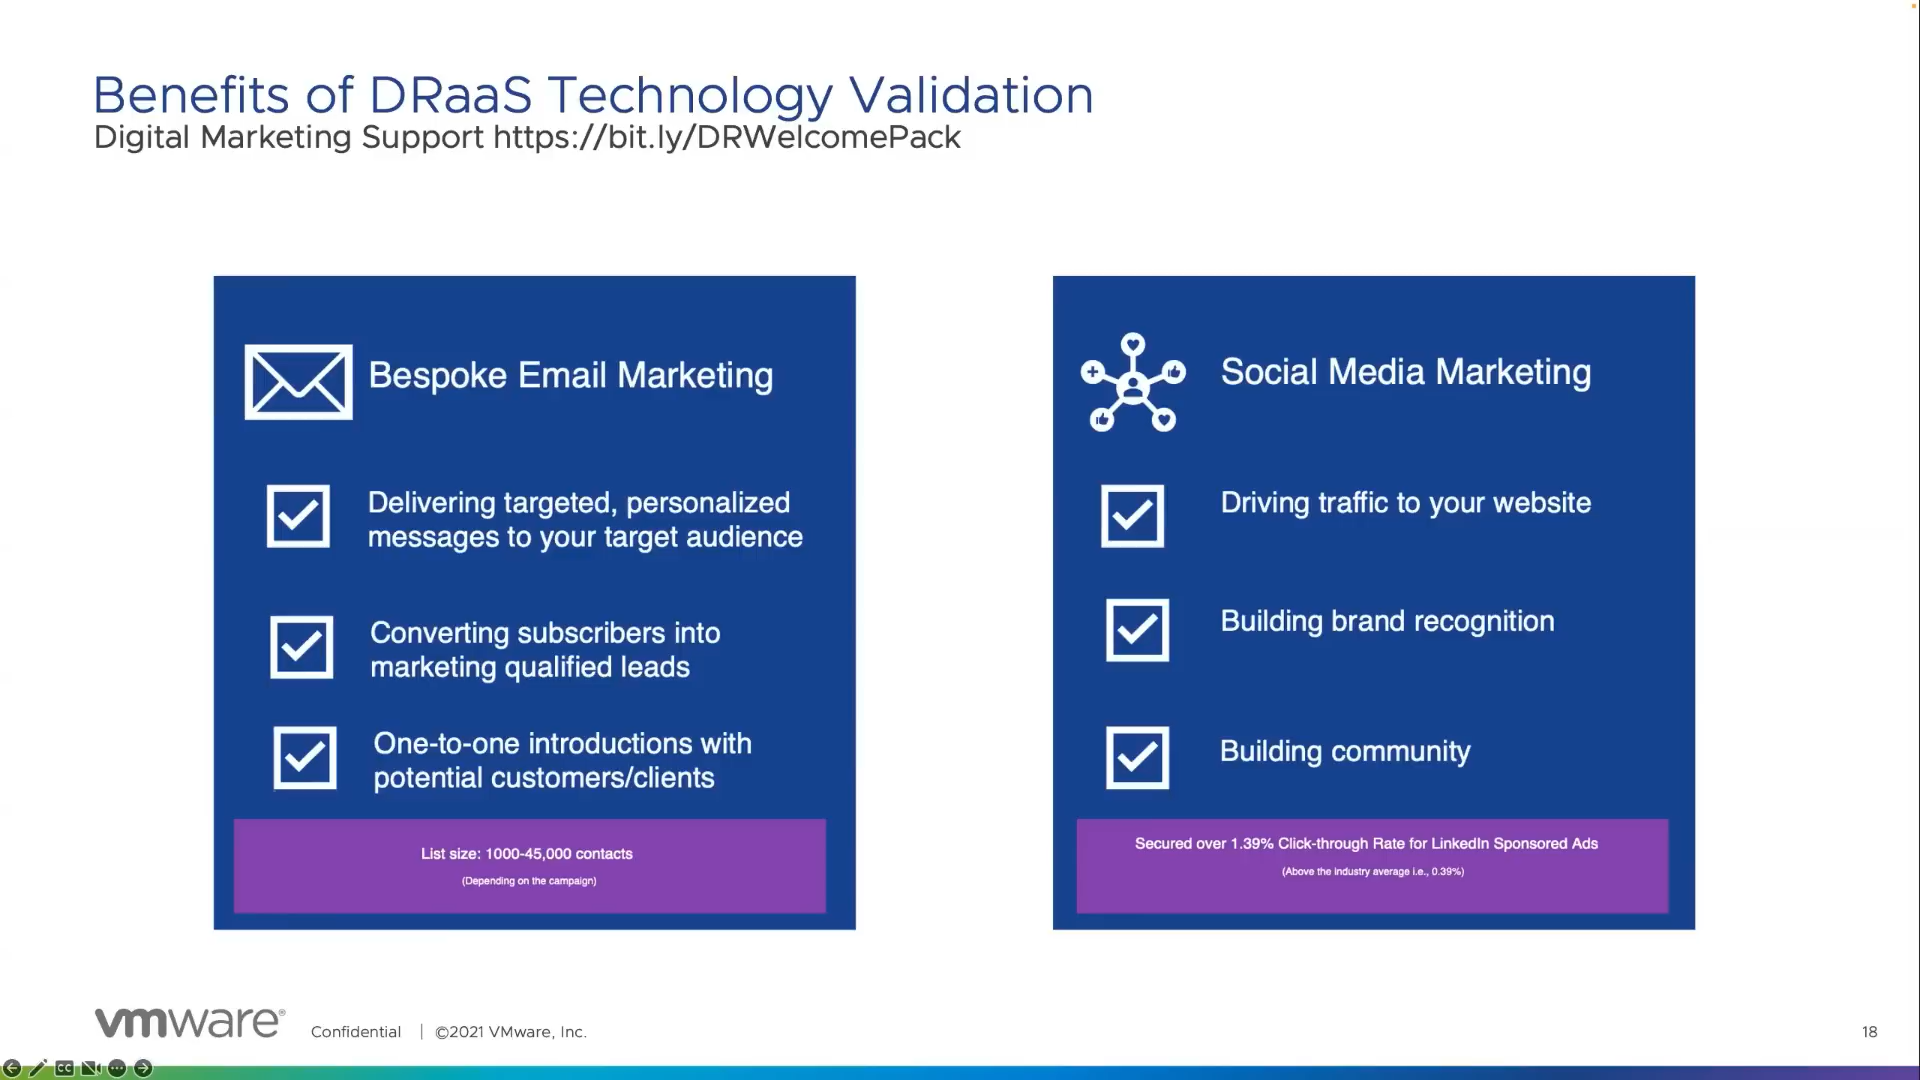 Benefits of DRaaS Technology Validation
Digital Marketing Support https://bit.ly/DRWelcomePack
Bespoke Email Marketing
Delivering targeted, personalized
messages to your target audience
Converting subscribers into
marketing qualified leads
One-to-one introductions with
potential customers/clients
List size: 1000-45,000 contacts
(Depending on the campaign)
Social Media Marketing
Driving traffic to your website
Building brand recognition
Building community
Secured over 1.39% Click-through Rate for LinkedIn Sponsored Ads
(Above the industry average i.e., 0.39%)
vmware®
Confidential | ©2021 VMware, Inc.
18
CC